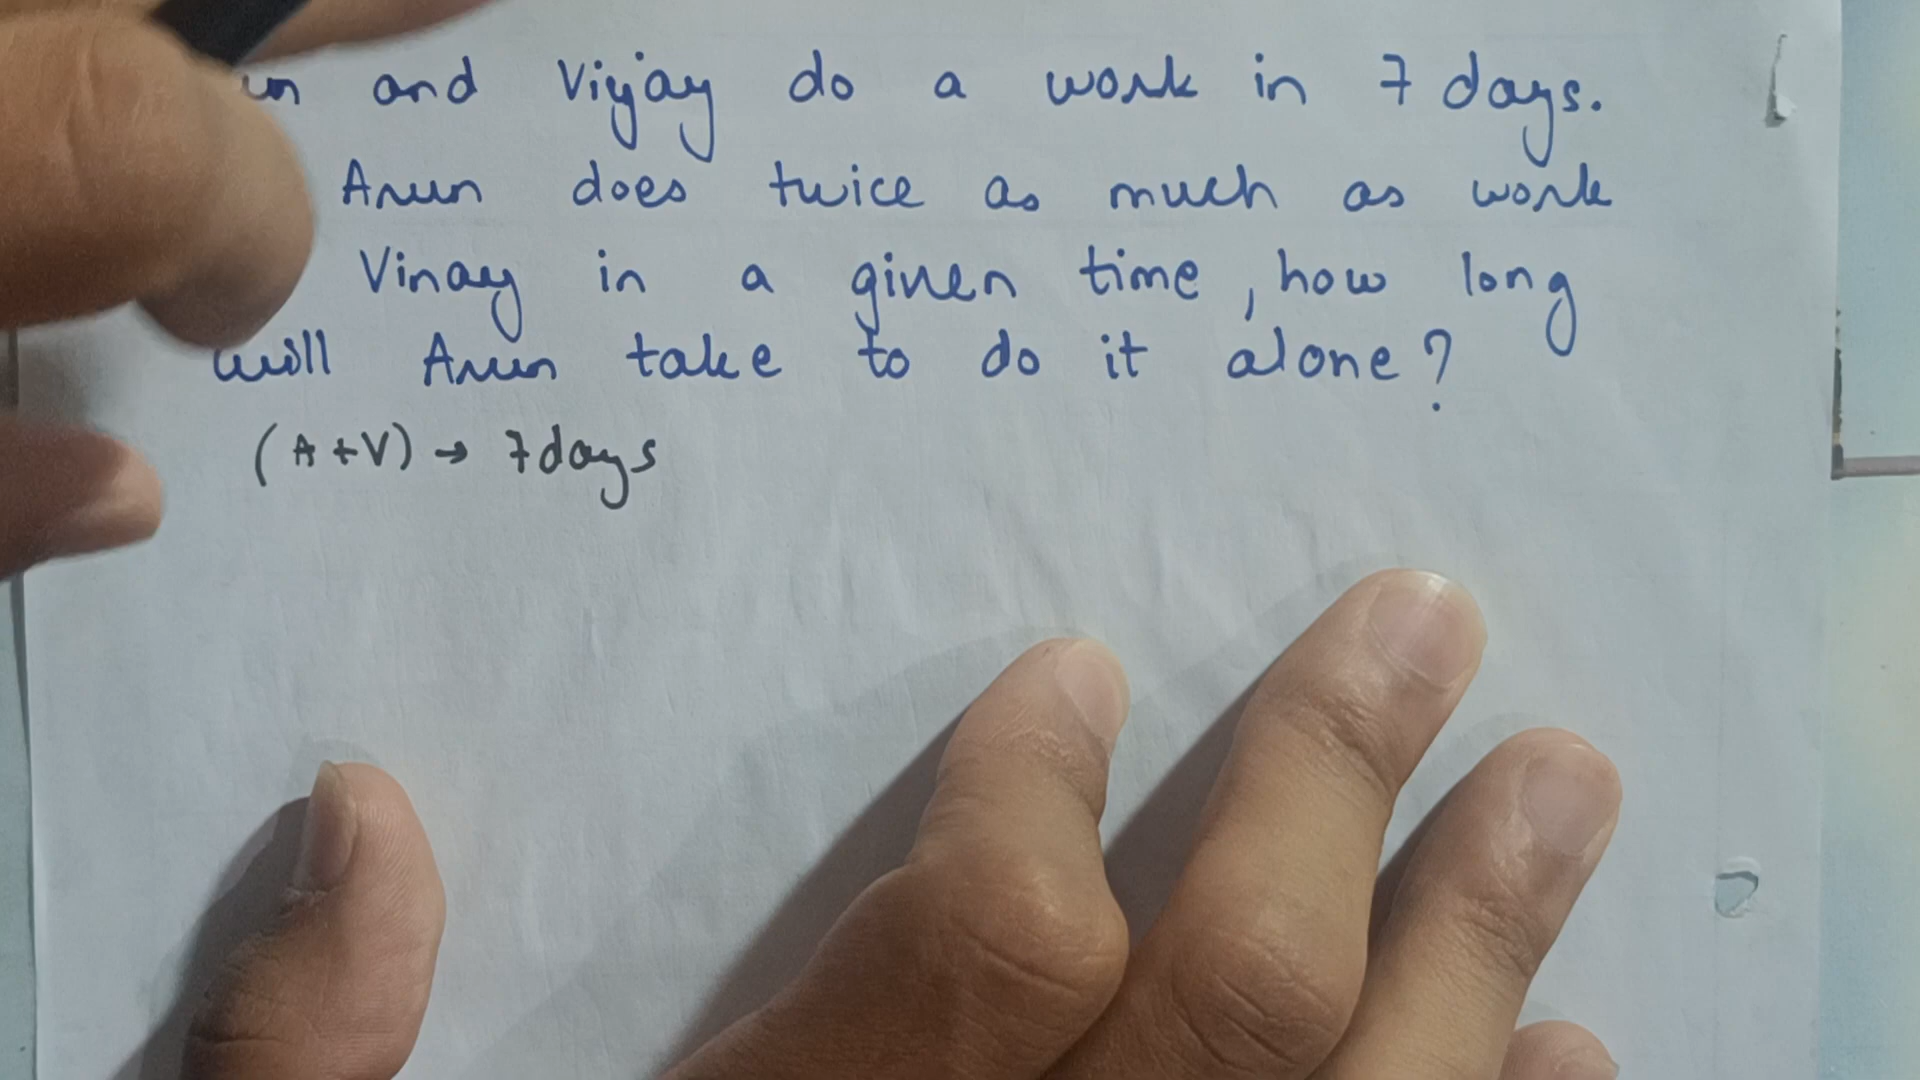 and Vijay do a work in 7 days.
Arun does twice as much as work
Vinay in a given time, how long
will Arun take to do it alone?
(A+V) → 7days